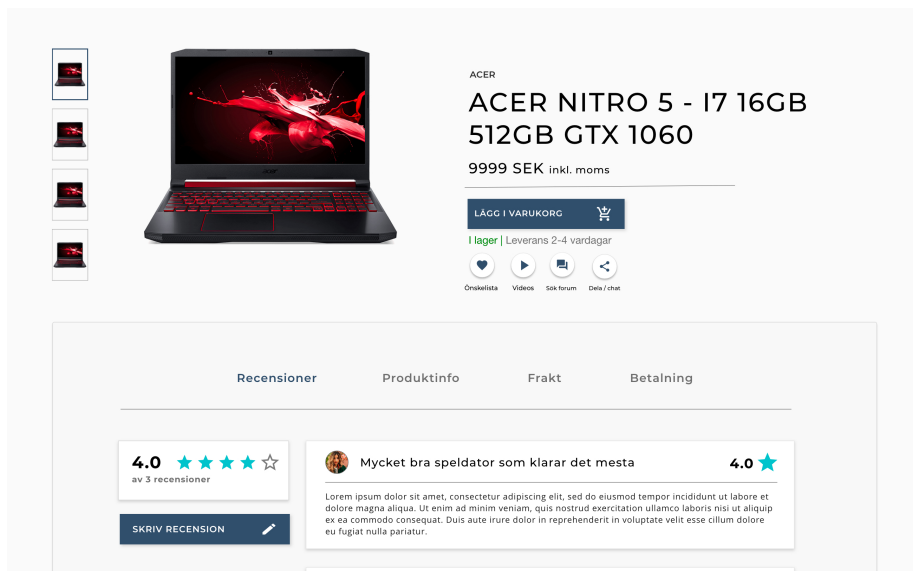 ACER
ACER NITRO 5 - I7 16GB
512GB GTX 1060
9999 SEK inkl. moms
LÄGG I VARUKORG
I lager | Leverans 2-4 vardagar
Önskelista Videos Sök forum Dela / chat
Recensioner Produktinfo Frakt Betalning
4.0
av 3 recensioner
SKRIV RECENSION
Mycket bra speldator som klarar det mesta 4.0
Lorem ipsum dolor sit amet, consectetur adipiscing elit, sed do eiusmod tempor incididunt ut labore et
dolore magna aliqua. Ut enim ad minim veniam, quis nostrud exercitation ullamco laboris nisi ut aliquip
ex ea commodo consequat. Duis aute irure dolor in reprehenderit in voluptate velit esse cillum dolore
eu fugiat nulla pariatur.